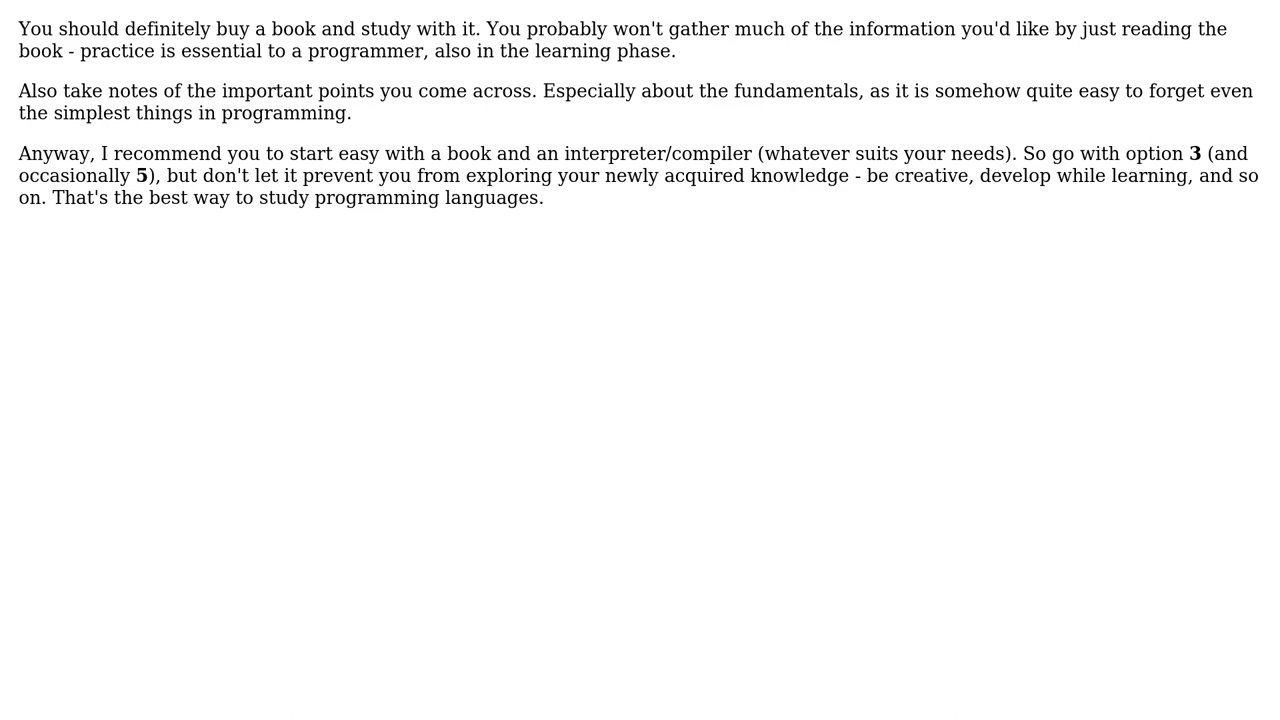 You should definitely buy a book and study with it. You probably won't gather much of the information you'd like by just reading the
book - practice is essential to a programmer, also in the learning phase.
Also take notes of the important points you come across. Especially about the fundamentals, as it is somehow quite easy to forget even
the simplest things in programming.
Anyway, I recommend you to start easy with a book and an interpreter/compiler (whatever suits your needs). So go with option 3 (and
occasionally 5), but don't let it prevent you from exploring your newly acquired knowledge - be creative, develop while learning, and so
on. That's the best way to study programming languages.